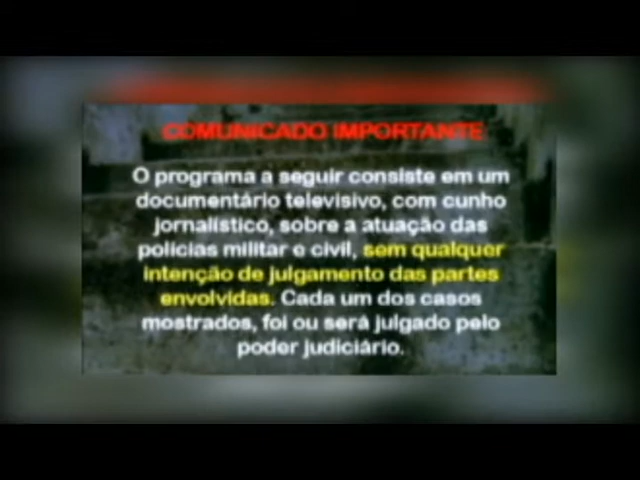 COMUNICADO IMPORTANTE
O programa a seguir consiste em um
documentário televisivo, com cunho
jornalístico, sobre a atuação das
polícias militar e civil, sem qualquer
intenção de julgamento das partes
envolvidas. Cada um dos casos
mostrados, foi ou será julgado pelo
poder judiciário.